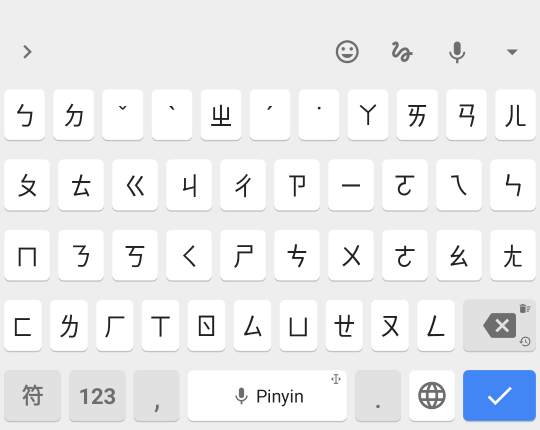 ㄅ ㄉ ˇ ˋ ㄓ ˊ ˙ ㄚ ㄞ ㄢ ㄦ
ㄆ ㄊ ㄍ ㄐ ㄔ ㄗ ㄧ ㄛ ㄟ ㄣ
ㄇ ㄋ ㄎ ㄑ ㄕ ㄘ ㄨ ㄜ ㄠ ㄤ
ㄈ ㄌ ㄏ ㄒ ㄖ ㄙ ㄩ ㄝ ㄡ ㄥ
符 123 , Pinyin .